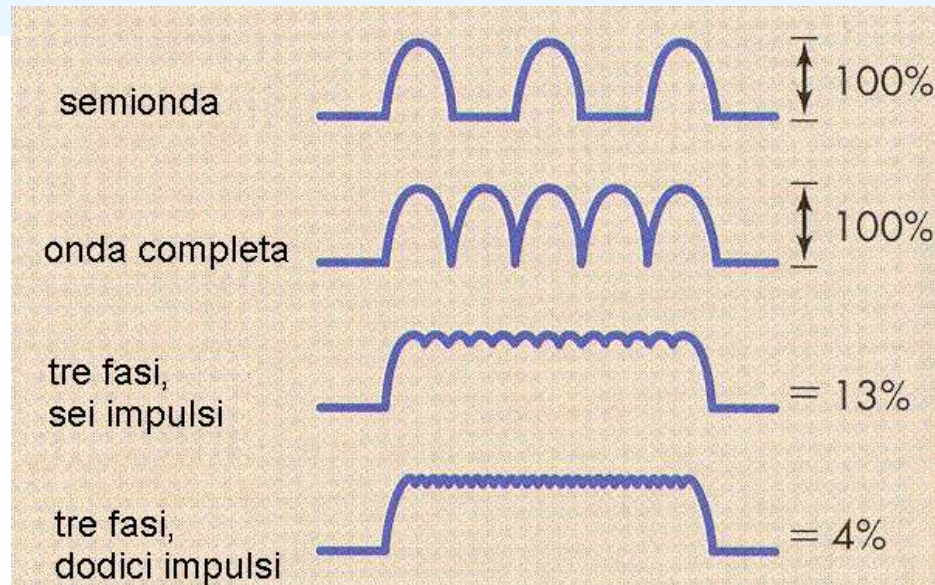 semionda
100%
onda completa
100%
tre fasi,
sei impulsi
= 13%
tre fasi,
dodici impulsi
= 4%